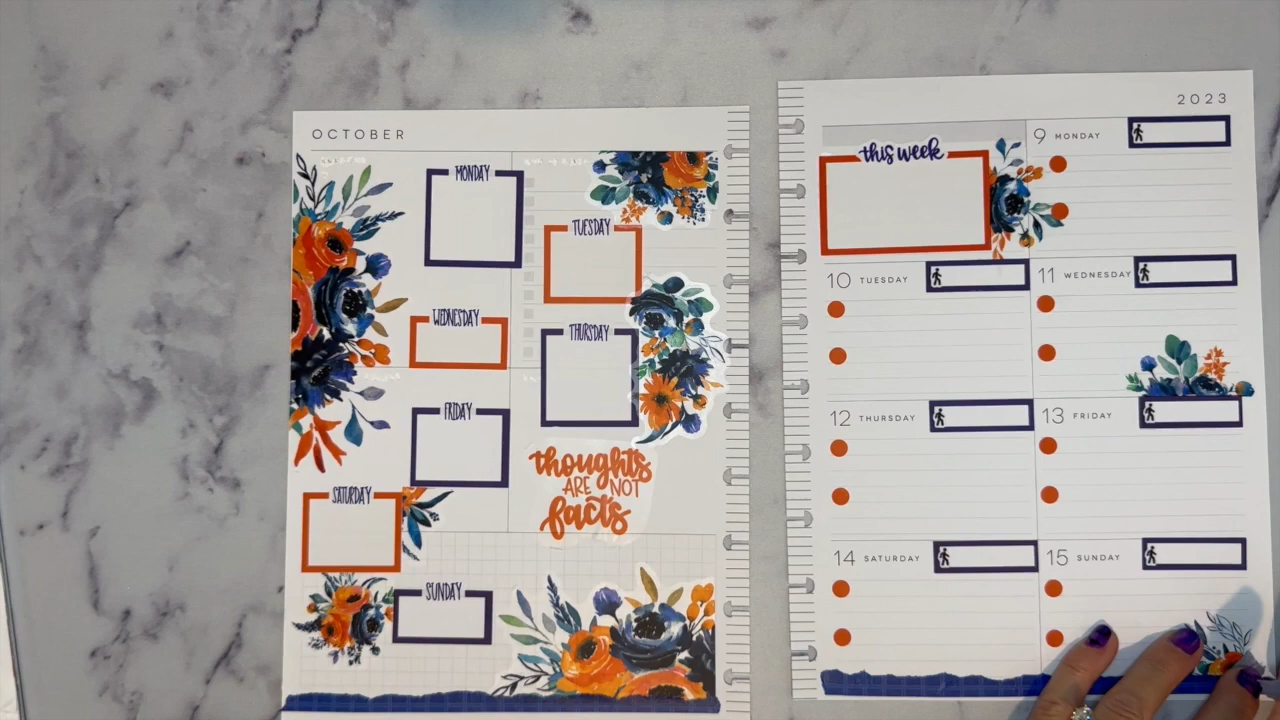 OCTOBER
MONDAY
TUESDAY
WEDNESDAY
THURSDAY
FRIDAY
thoughts
ARE NOT
facts
SATURDAY
SUNDAY
2023
this week
9 MONDAY
10 TUESDAY
11 WEDNESDAY
12 THURSDAY
13 FRIDAY
14 SATURDAY
15 SUNDAY